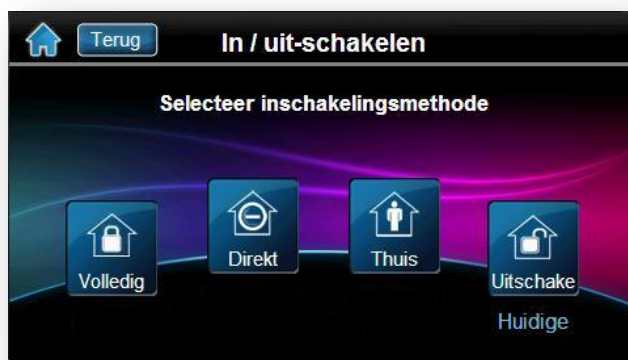 Terug
In / uit-schakelen
Selecteer inschakelingsmethode
Volledig
Direkt
Thuis
Uitschake
Huidige